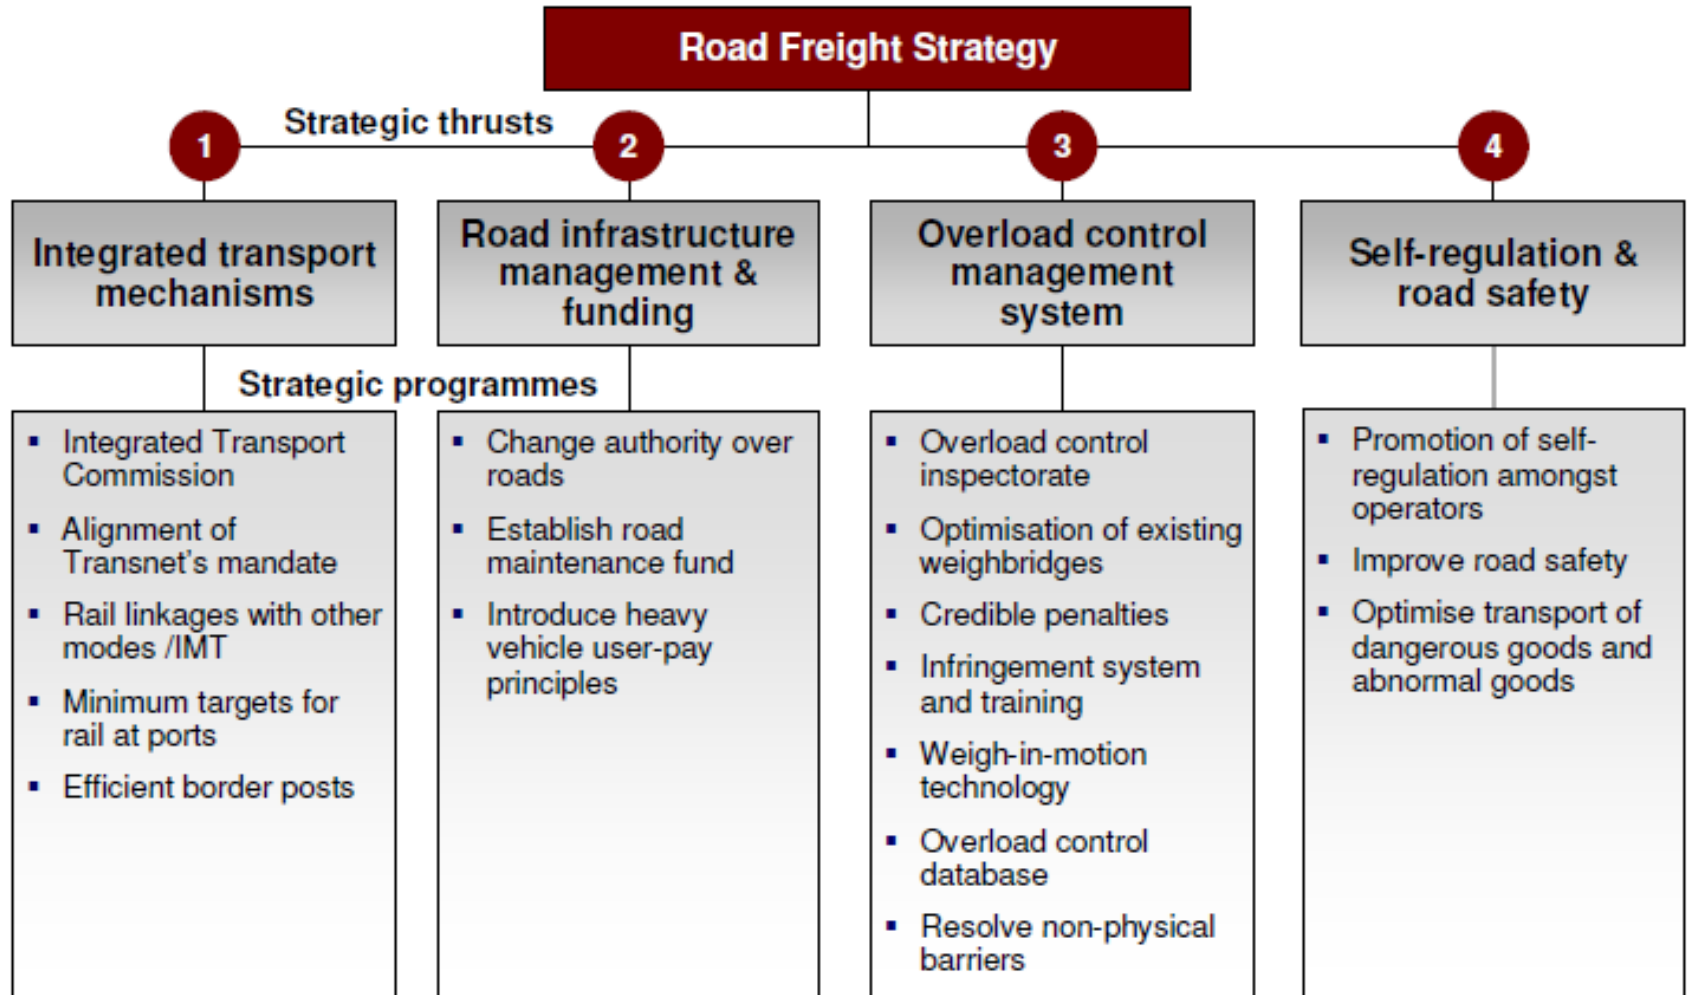 Road Freight Strategy
Strategic thrusts
1
2
3
4
Integrated transport
mechanisms
Road infrastructure
management &
funding
Overload control
management
system
Self-regulation &
road safety
Strategic programmes
▪ Integrated Transport
Commission
▪ Alignment of
Transnet's mandate
▪ Rail linkages with other
modes /IMT
▪ Minimum targets for
rail at ports
▪ Efficient border posts
▪ Change authority over
roads
▪ Establish road
maintenance fund
▪ Introduce heavy
vehicle user-pay
principles
▪ Overload control
inspectorate
▪ Optimisation of existing
weighbridges
▪ Credible penalties
▪ Infringement system
and training
▪ Weigh-in-motion
technology
▪ Overload control
database
▪ Resolve non-physical
barriers
▪ Promotion of self-
regulation amongst
operators
▪ Improve road safety
▪ Optimise transport of
dangerous goods and
abnormal goods